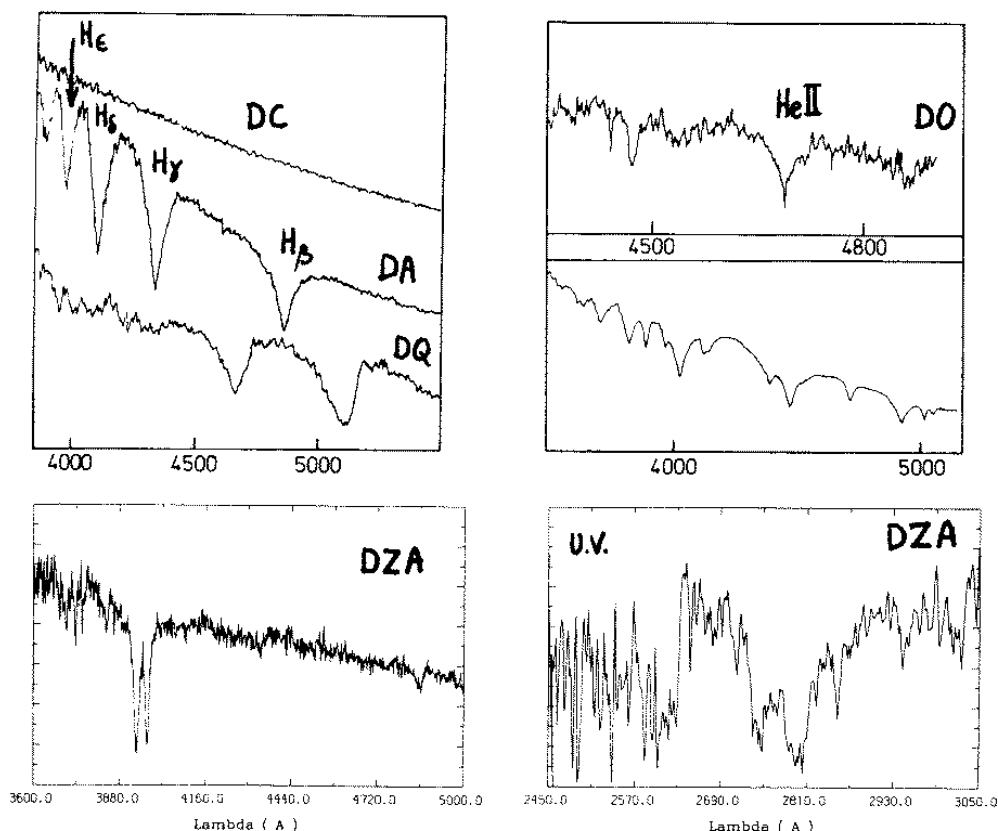 Hε
DC
Hδ
Hγ
Hβ
DA
DQ
4000 4500 5000
HeII
DO
4500 4800
4000 5000
DZA
3600.0 3880.0 4160.0 4440.0 4720.0 5000.0
Lambda ( A )
U.V.
DZA
2450.0 2570.0 2690.0 2810.0 2930.0 3050.0
Lambda ( A )